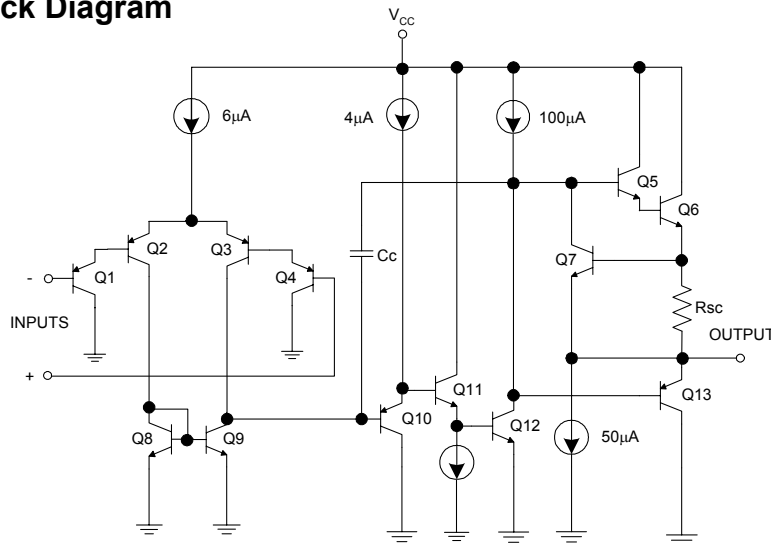 ck Diagram
VCC
6μA
4μA
100μA
Q5
Q6
Q2
Q3
Q1
Q4
Cc
Q7
-
INPUTS
Rsc
OUTPUT
+
Q11
Q10
Q12
Q13
Q8
Q9
50μA